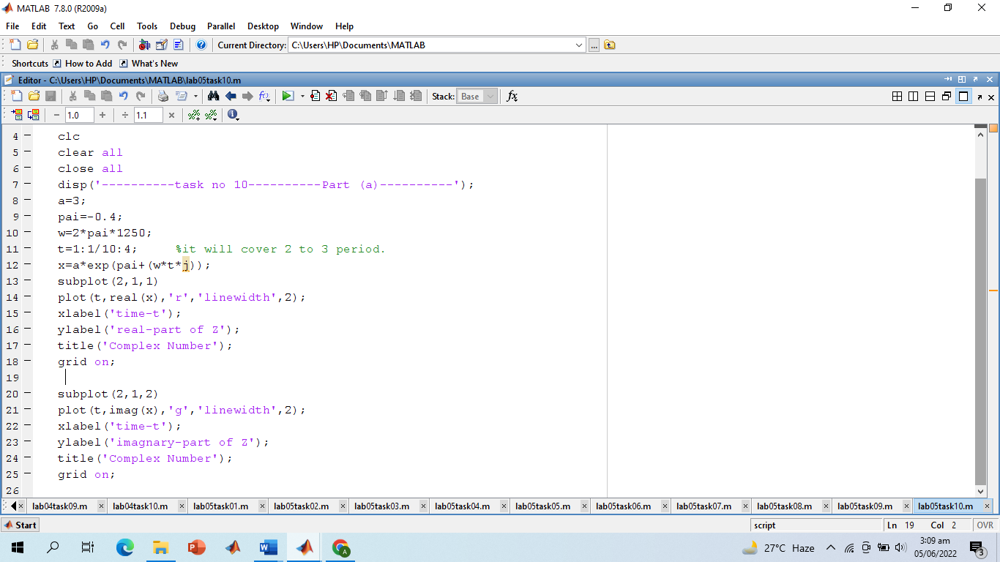 MATLAB 7.8.0 (R2009a)
File Edit Text Go Cell Tools Debug Parallel Desktop Window Help
Current Directory: C:\Users\HP\Documents\MATLAB ...
Shortcuts How to Add What's New
Editor - C:\Users\HP\Documents\MATLAB\lab05task10.m
Stack: Base fx
− 1.0 + ÷ 1.1 ×
4 clc
5 clear all
6 close all
7 disp('----------task no 10----------Part (a)----------');
8 a=3;
9 pai=-0.4;
10 w=2*pai*1250;
11 t=1:1/10:4; %it will cover 2 to 3 period.
12 x=a*exp(pai+(w*t*j));
13 subplot(2,1,1)
14 plot(t,real(x),'r','linewidth',2);
15 xlabel('time-t');
16 ylabel('real-part of Z');
17 title('Complex Number');
18 grid on;
19
20 subplot(2,1,2)
21 plot(t,imag(x),'g','linewidth',2);
22 xlabel('time-t');
23 ylabel('imagnary-part of Z');
24 title('Complex Number');
25 grid on;
26
lab04task09.m lab04task10.m lab05task01.m lab05task02.m lab05task03.m lab05task04.m lab05task05.m lab05task06.m lab05task07.m lab05task08.m lab05task09.m lab05task10.m
Start script Ln 19 Col 2 OVR
27°C Haze 3:09 am
05/06/2022 3